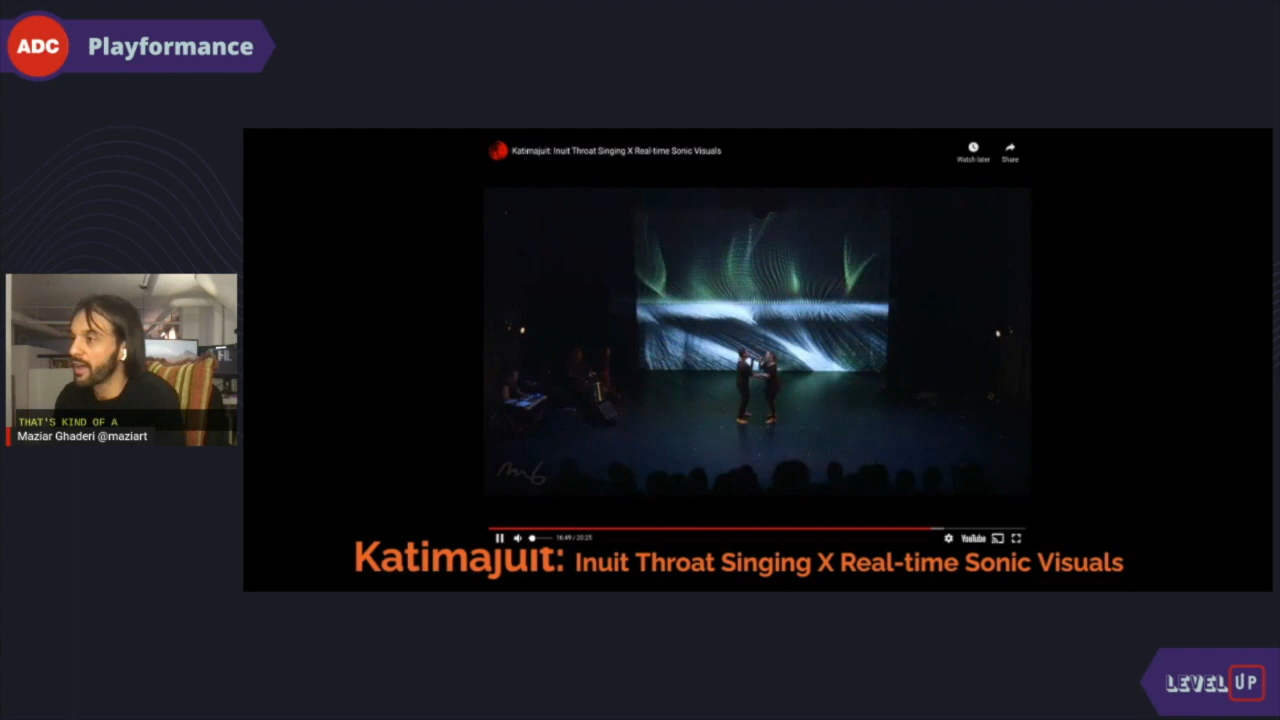 ADC
Playformance
Katimajuit: Inuit Throat Singing X Real-time Sonic Visuals
Watch later
Share
THAT'S KIND OF A
Maziar Ghaderi @maziart
16:49 / 20:25
YouTube
Katimajuit: Inuit Throat Singing X Real-time Sonic Visuals
LEVEL UP